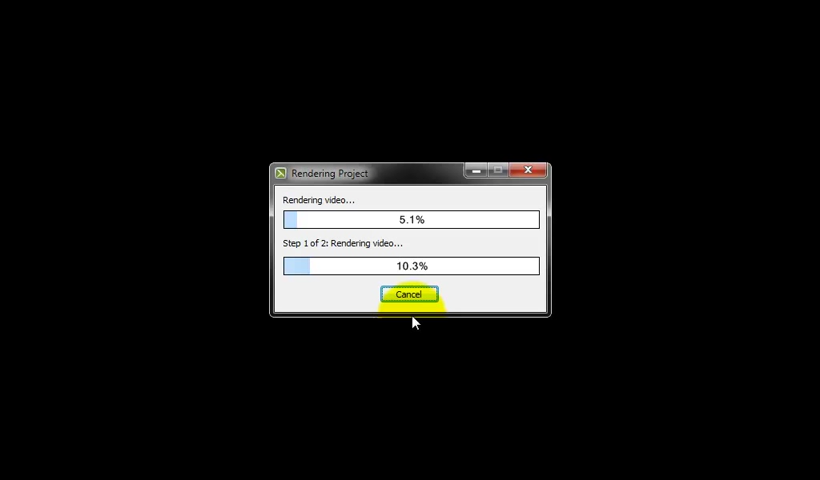 Rendering Project
Rendering video...
5.1%
Step 1 of 2: Rendering video...
10.3%
Cancel